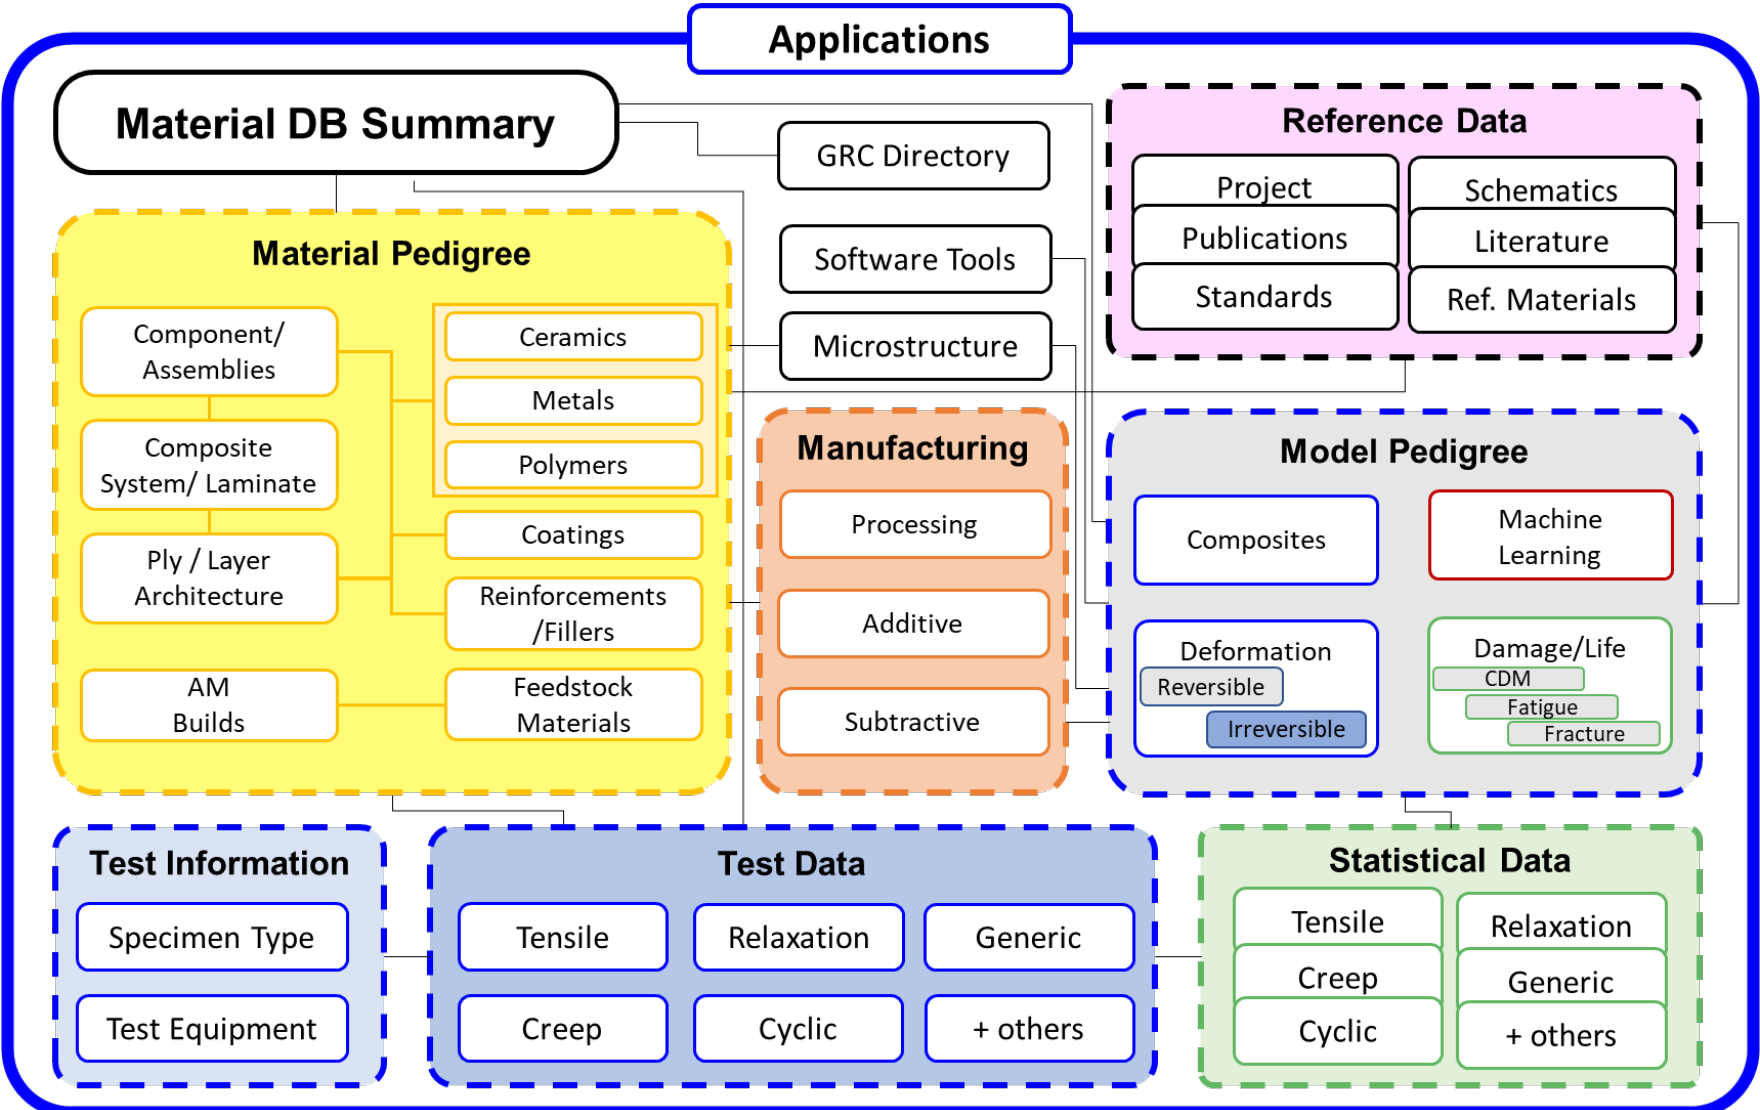 Applications
Material DB Summary
GRC Directory
Software Tools
Microstructure
Reference Data
Project
Publications
Standards
Schematics
Literature
Ref. Materials
Material Pedigree
Component/
Assemblies
Composite
System/ Laminate
Ply / Layer
Architecture
AM
Builds
Ceramics
Metals
Polymers
Coatings
Reinforcements
/Fillers
Feedstock
Materials
Manufacturing
Processing
Additive
Subtractive
Model Pedigree
Composites
Machine
Learning
Deformation
Reversible
Irreversible
Damage/Life
CDM
Fatigue
Fracture
Test Information
Specimen Type
Test Equipment
Test Data
Tensile
Relaxation
Generic
Creep
Cyclic
+ others
Statistical Data
Tensile
Creep
Cyclic
Relaxation
Generic
+ others